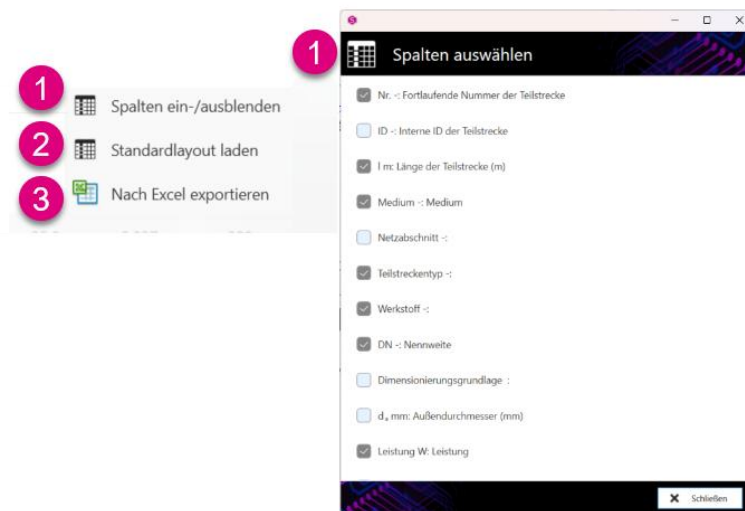 1 Spalten ein-/ausblenden
2 Standardlayout laden
3 Nach Excel exportieren
1 Spalten auswählen
Nr. -: Fortlaufende Nummer der Teilstrecke
ID -: Interne ID der Teilstrecke
l m: Länge der Teilstrecke (m)
Medium -: Medium
Netzabschnitt -:
Teilstreckentyp -:
Werkstoff -:
DN -: Nennweite
Dimensionierungsgrundlage :
dₐ mm: Außendurchmesser (mm)
Leistung W: Leistung
Schließen